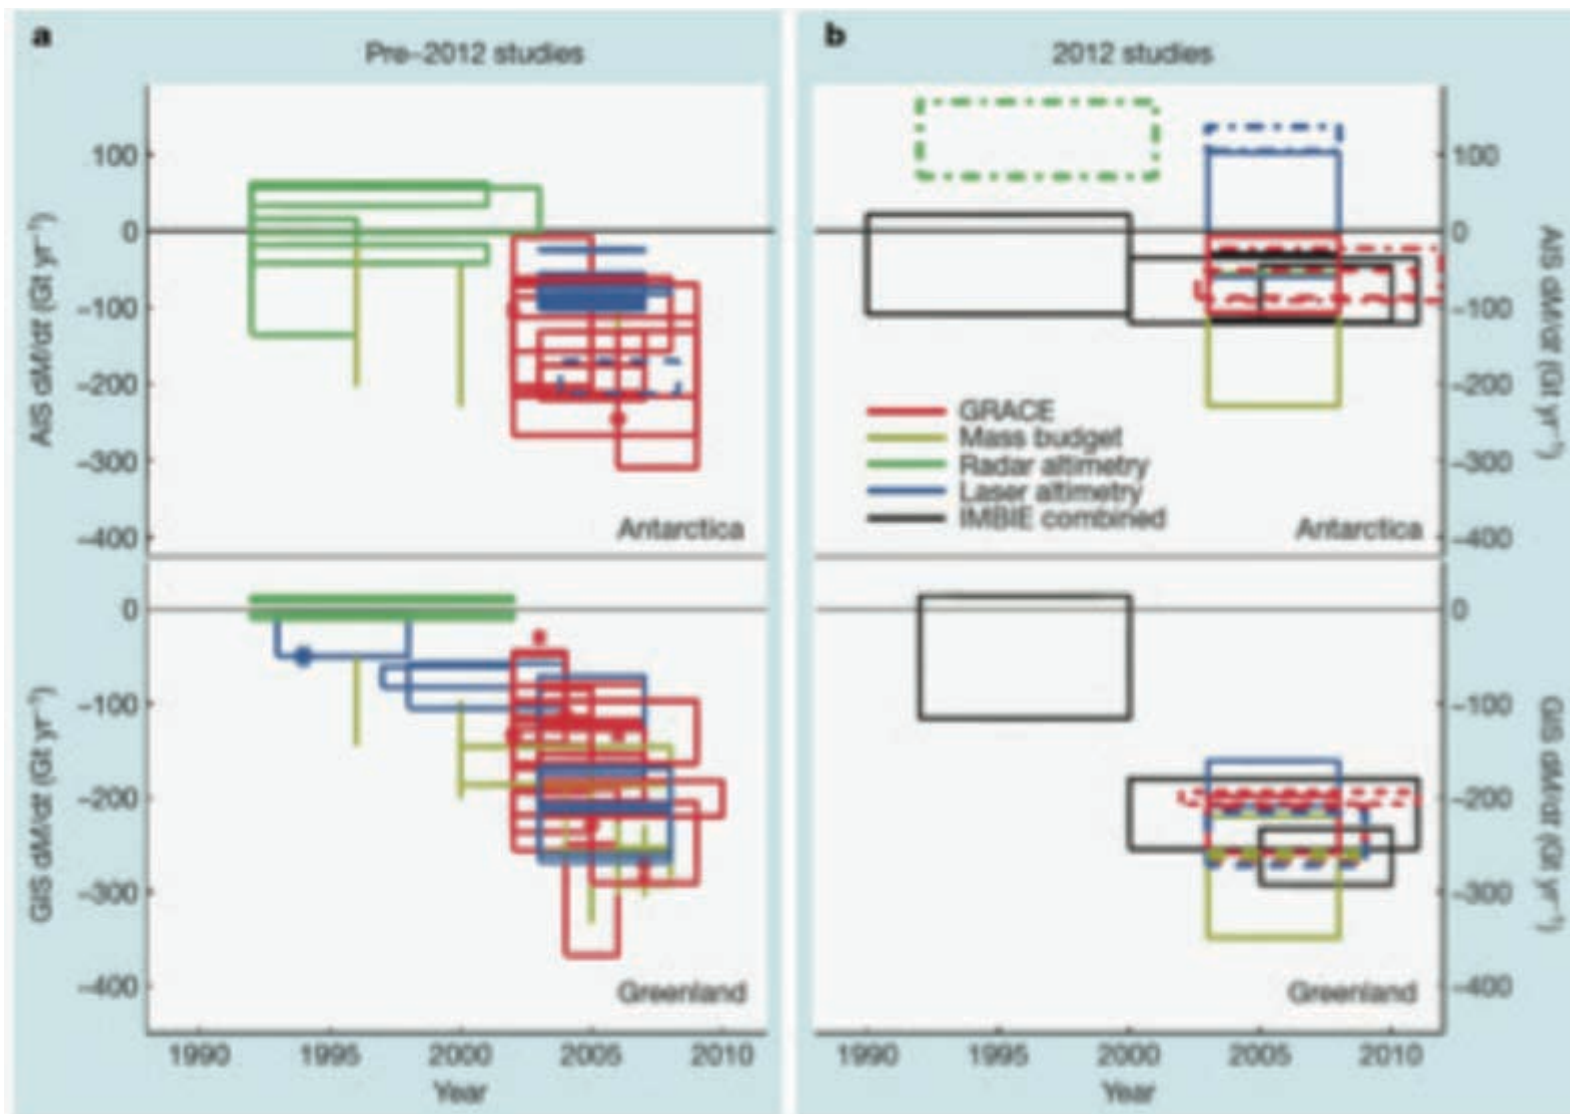 a
Pre–2012 studies
AIS dM/dt (Gt yr⁻¹)
100
0
–100
–200
–300
–400
Antarctica
GIS dM/dt (Gt yr⁻¹)
0
–100
–200
–300
–400
Greenland
1990 1995 2000 2005 2010
Year
b
2012 studies
100
0
–100
–200
–300
–400
AIS dM/dt (Gt yr⁻¹)
GRACE
Mass budget
Radar altimetry
Laser altimetry
IMBIE combined
Antarctica
0
–100
–200
–300
–400
GIS dM/dt (Gt yr⁻¹)
Greenland
1990 1995 2000 2005 2010
Year